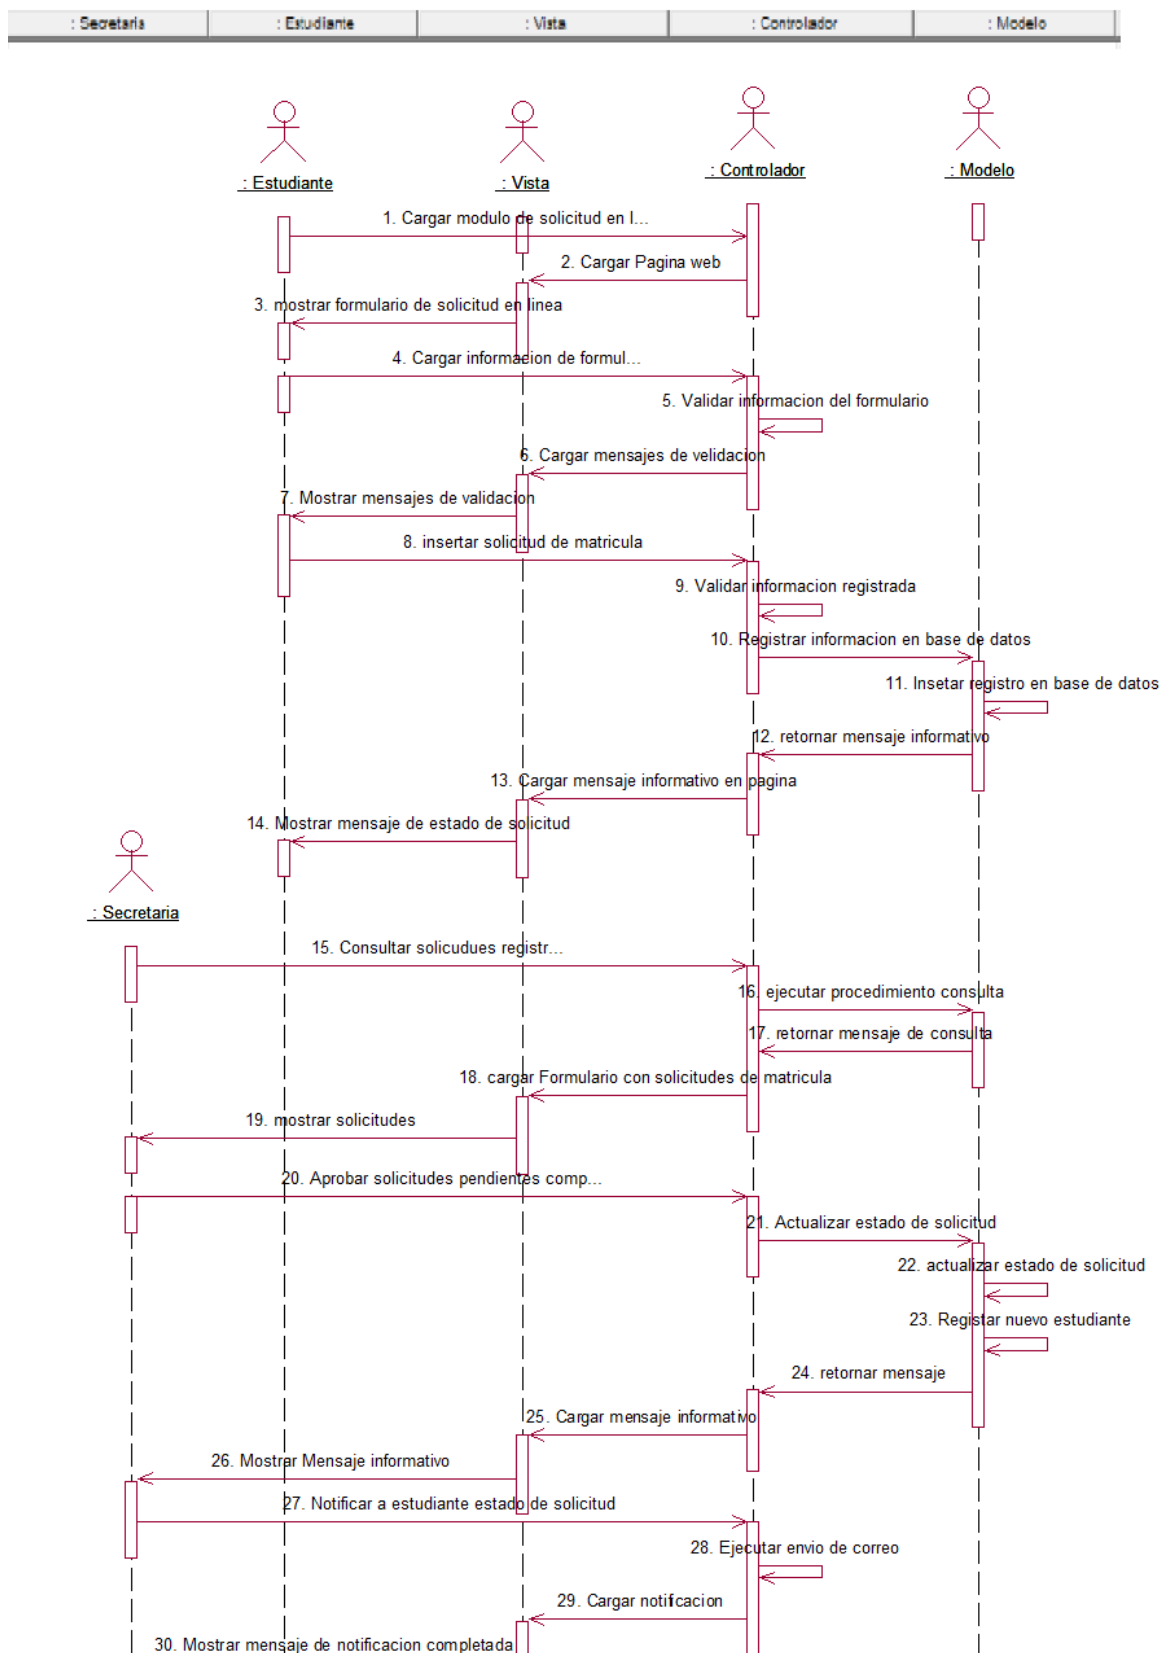 : Secretaria
: Estudiante
: Vista
: Controlador
: Modelo
: Estudiante
: Vista
: Controlador
: Modelo
1. Cargar modulo de solicitud en l...
2. Cargar Pagina web
3. mostrar formulario de solicitud en linea
4. Cargar informacion de formul...
5. Validar informacion del formulario
6. Cargar mensajes de velidacion
7. Mostrar mensajes de validacion
8. insertar solicitud de matricula
9. Validar informacion registrada
10. Registrar informacion en base de datos
11. Insetar registro en base de datos
12. retornar mensaje informativo
13. Cargar mensaje informativo en pagina
14. Mostrar mensaje de estado de solicitud
: Secretaria
15. Consultar solicudues registr...
16. ejecutar procedimiento consulta
17. retornar mensaje de consulta
18. cargar Formulario con solicitudes de matricula
19. mostrar solicitudes
20. Aprobar solicitudes pendientes comp...
21. Actualizar estado de solicitud
22. actualizar estado de solicitud
23. Registar nuevo estudiante
24. retornar mensaje
25. Cargar mensaje informativo
26. Mostrar Mensaje informativo
27. Notificar a estudiante estado de solicitud
28. Ejecutar envio de correo
29. Cargar notificacion
30. Mostrar mensaje de notificacion completada